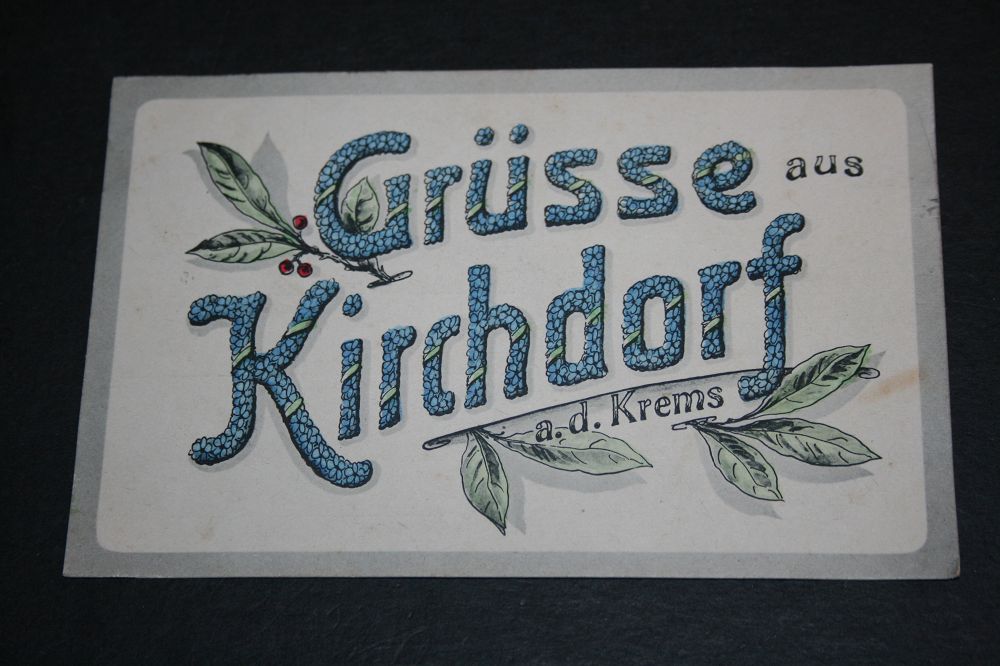 Grüsse aus
Kirchdorf
a. d. Krems